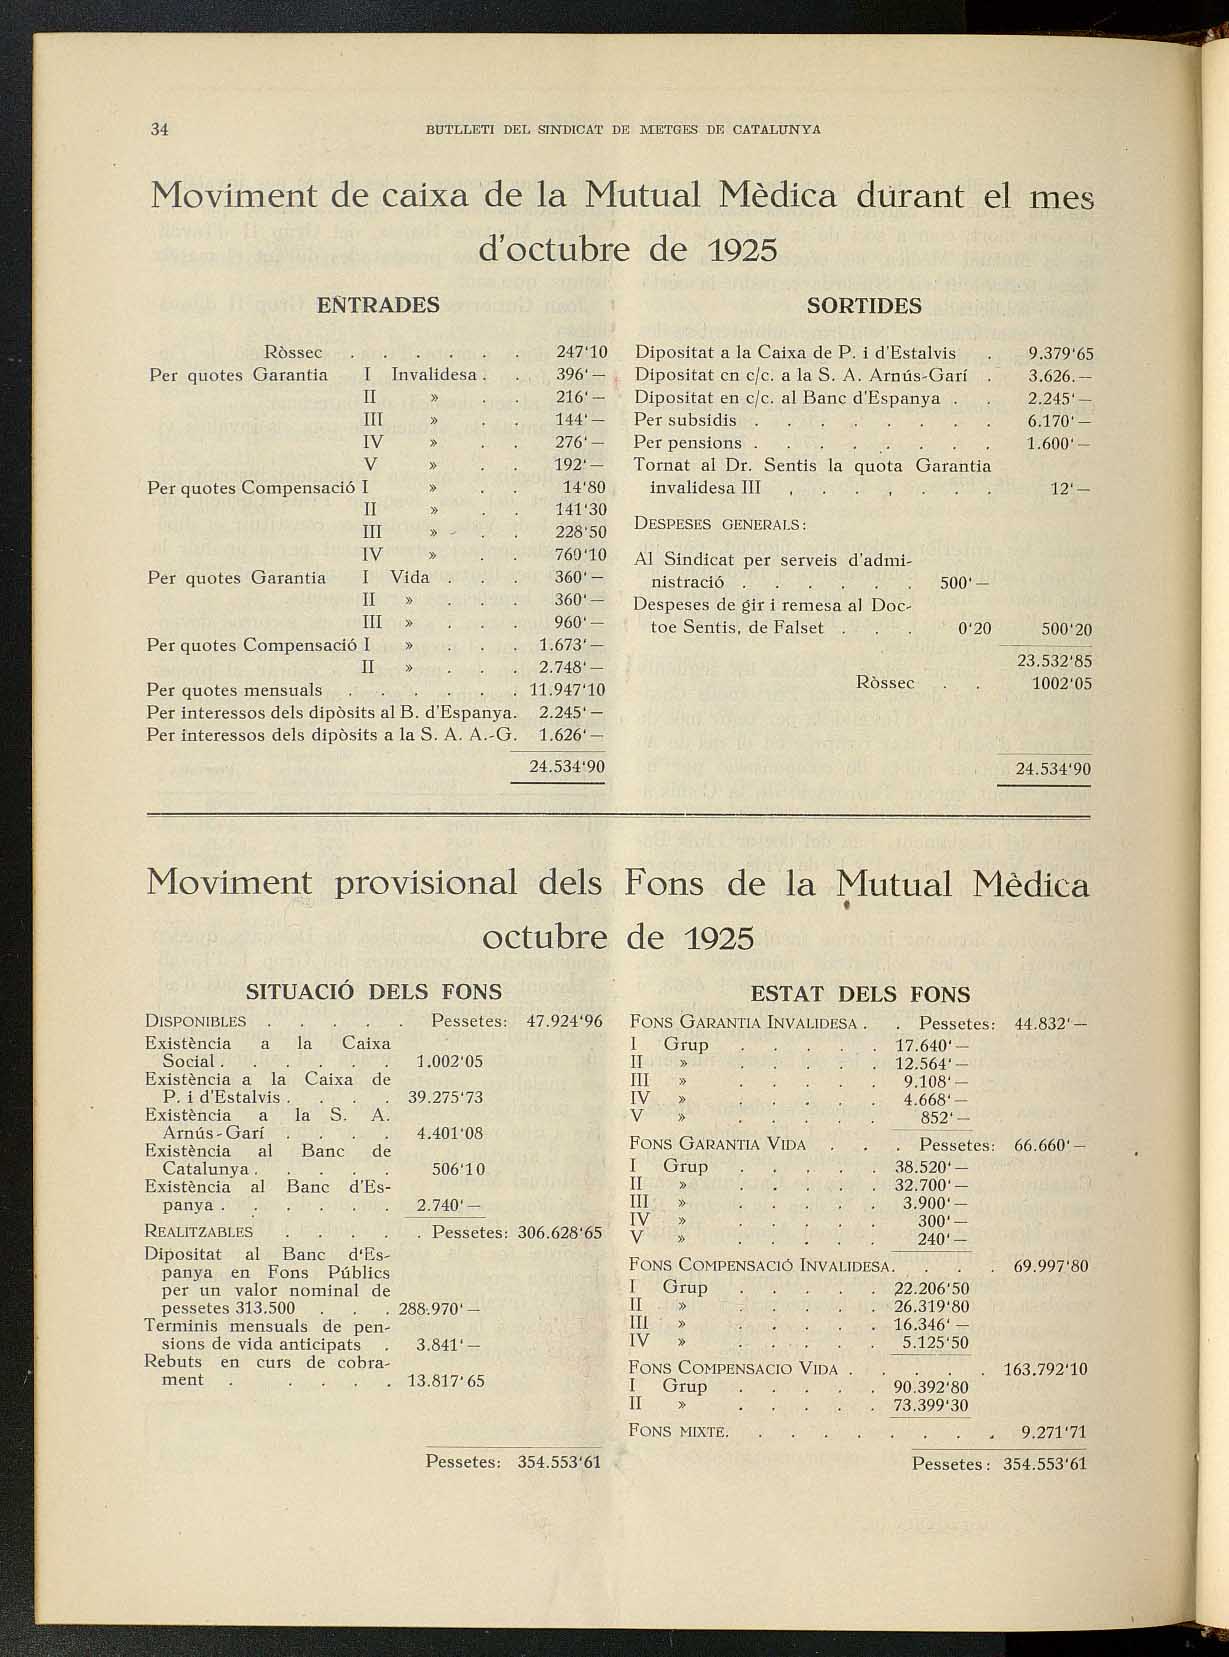 34 BUTLLETI DEL SINDICAT DE METGES DE CATALUNYA
Moviment de caixa de la Mutual Mèdica durant el mes
d'octubre de 1925
ENTRADES
Ròssec . . . . . . 247'10
Per quotes Garantia I Invalidesa . . 396'—
II » . . 216'—
III » . . 144'—
IV » . . 276'—
V » . . 192'—
Per quotes Compensació I » . . 14'80
II » . . 141'30
III » . . 228'50
IV » . . 760'10
Per quotes Garantia I Vida . . . 360'—
II » . . . 360'—
III » . . . 960'—
Per quotes Compensació I » . . . 1.673'—
II » . . . 2.748'—
Per quotes mensuals . . . . . . 11.947'10
Per interessos dels dipòsits al B. d'Espanya. 2.245'—
Per interessos dels dipòsits a la S. A. A.-G. 1.626'—
24.534'90
SORTIDES
Dipositat a la Caixa de P. i d'Estalvis . 9.379'65
Dipositat en c/c. a la S. A. Arnús-Garí . 3.626.—
Dipositat en c/c. al Banc d'Espanya . . 2.245'—
Per subsidis . . . . . . . . 6.170'—
Per pensions . . . . . . . . 1.600'—
Tornat al Dr. Sentis la quota Garantia
invalidesa III . . . . . . . 12'—
DESPESES GENERALS:
Al Sindicat per serveis d'admi-
nistració . . . . . . 500'—
Despeses de gir i remesa al Doc-
toe Sentis, de Falset . . . 0'20 500'20
23.532'85
Ròssec . . 1002'05
24.534'90
Moviment provisional dels Fons de la Mutual Mèdica
octubre de 1925
SITUACIÓ DELS FONS
DISPONIBLES . . . . . Pessetes: 47.924'96
Existència a la Caixa
Social . . . . . . 1.002'05
Existència a la Caixa de
P. i d'Estalvis . . . . 39.275'73
Existència a la S. A.
Arnús-Garí . . . . 4.401'08
Existència al Banc de
Catalunya . . . . . 506'10
Existència al Banc d'Es-
panya . . . . . . 2.740'—
REALITZABLES . . . . . Pessetes: 306.628'65
Dipositat al Banc d'Es-
panya en Fons Públics
per un valor nominal de
pessetes 313.500 . . . 288.970'—
Terminis mensuals de pen-
sions de vida anticipats . 3.841'—
Rebuts en curs de cobra-
ment . . . . . 13.817'65
Pessetes: 354.553'61
ESTAT DELS FONS
FONS GARANTIA INVALIDESA . . Pessetes: 44.832'—
I Grup . . . . . 17.640'—
II » . . . . . 12.564'—
III » . . . . . 9.108'—
IV » . . . . . 4.668'—
V » . . . . . 852'—
FONS GARANTIA VIDA . . . Pessetes: 66.660'—
I Grup . . . . . 38.520'—
II » . . . . . 32.700'—
III » . . . . . 3.900'—
IV » . . . . . 300'—
V » . . . . . 240'—
FONS COMPENSACIÓ INVALIDESA. . . . 69.997'80
I Grup . . . . . 22.206'50
II » . . . . . 26.319'80
III » . . . . . 16.346'—
IV » . . . . . 5.125'50
FONS COMPENSACIO VIDA . . . . . 163.792'10
I Grup . . . . . 90.392'80
II » . . . . . 73.399'30
FONS MIXTE. . . . . . . . . 9.271'71
Pessetes: 354.553'61